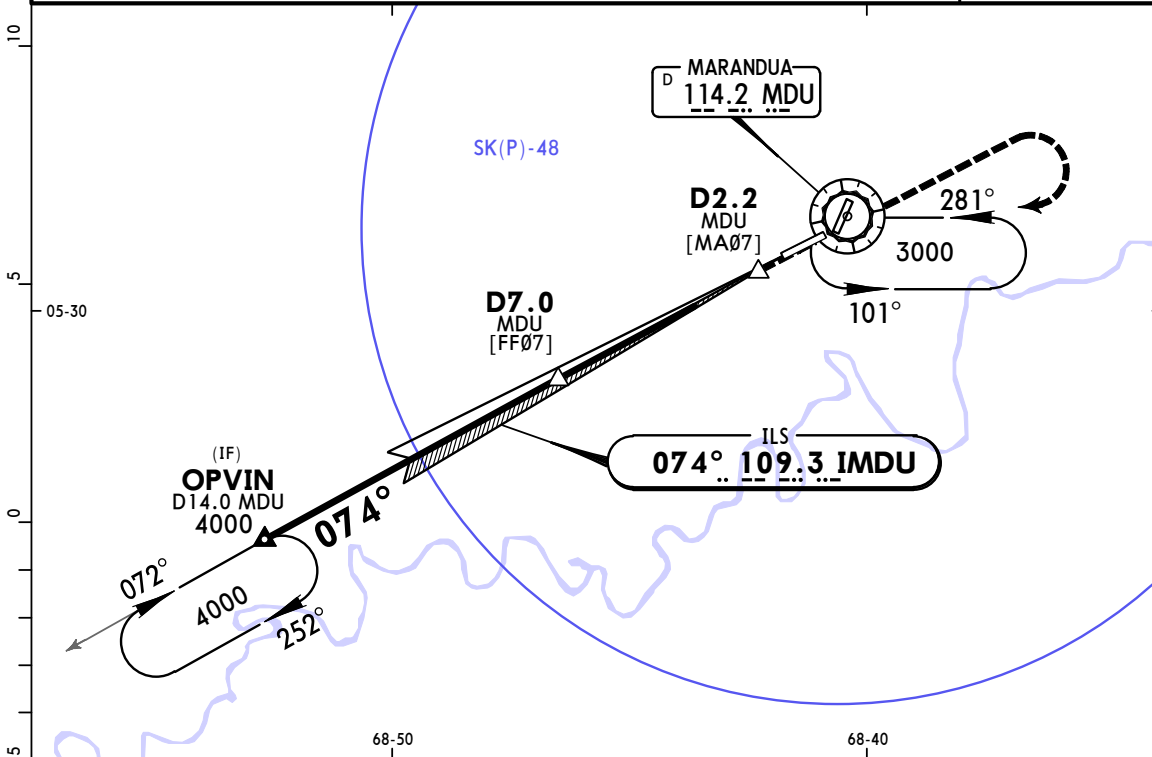 10
MARANDUA
D
114.2 MDU
SK(P)-48
D2.2
MDU
[MAØ7]
281°
3000
101°
5
05-30
D7.0
MDU
[FFØ7]
ILS
074° 109.3 IMDU
(IF)
OPVIN
D14.0 MDU
4000
074°
0
072°
4000
252°
5
68-50
68-40